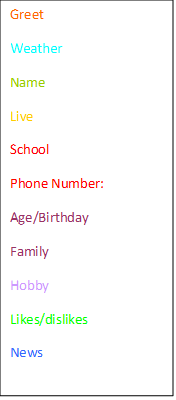 Greet
Weather
Name
Live
School
Phone Number:
Age/Birthday
Family
Hobby
Likes/dislikes
News